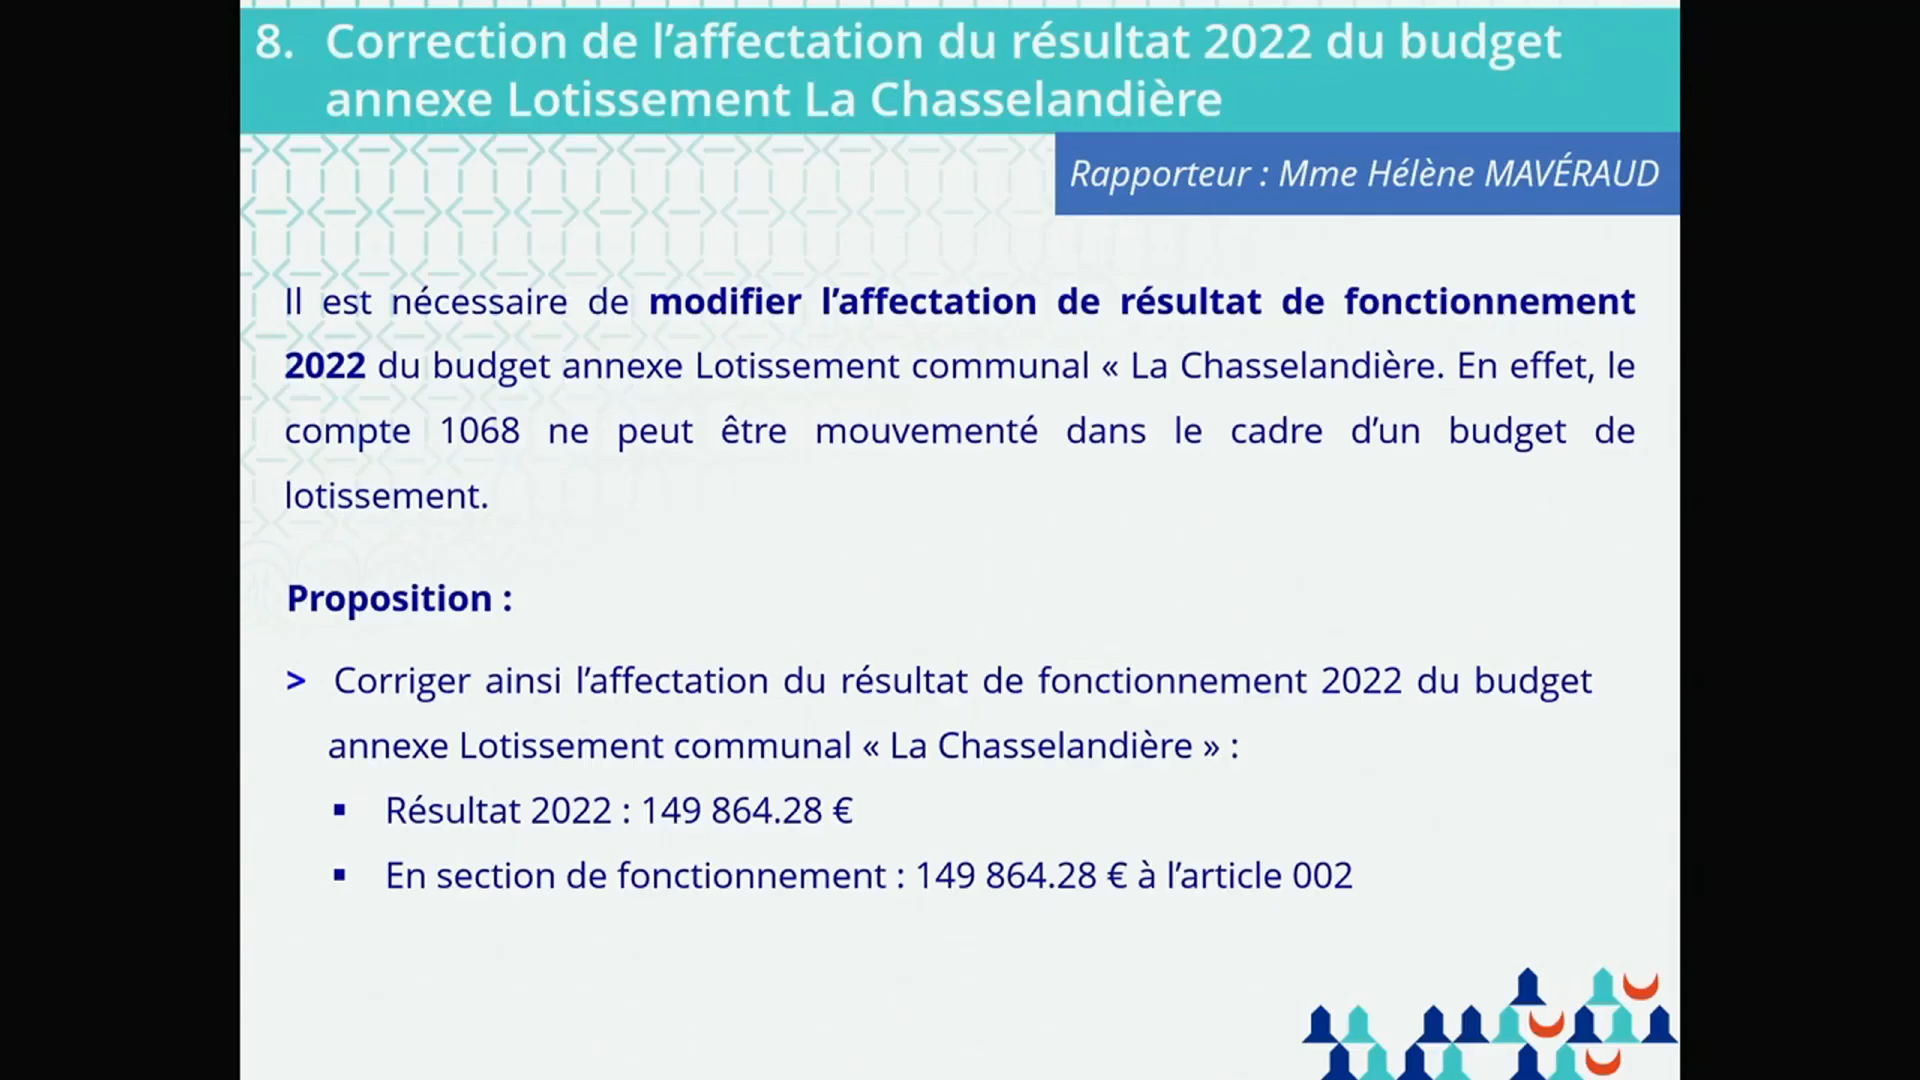 8. Correction de l’affectation du résultat 2022 du budget
annexe Lotissement La Chasselandière
Rapporteur : Mme Hélène MAVÉRAUD
Il est nécessaire de modifier l’affectation de résultat de fonctionnement
2022 du budget annexe Lotissement communal « La Chasselandière. En effet, le
compte 1068 ne peut être mouvementé dans le cadre d’un budget de
lotissement.
Proposition :
> Corriger ainsi l’affectation du résultat de fonctionnement 2022 du budget
annexe Lotissement communal « La Chasselandière » :
▪ Résultat 2022 : 149 864.28 €
▪ En section de fonctionnement : 149 864.28 € à l’article 002